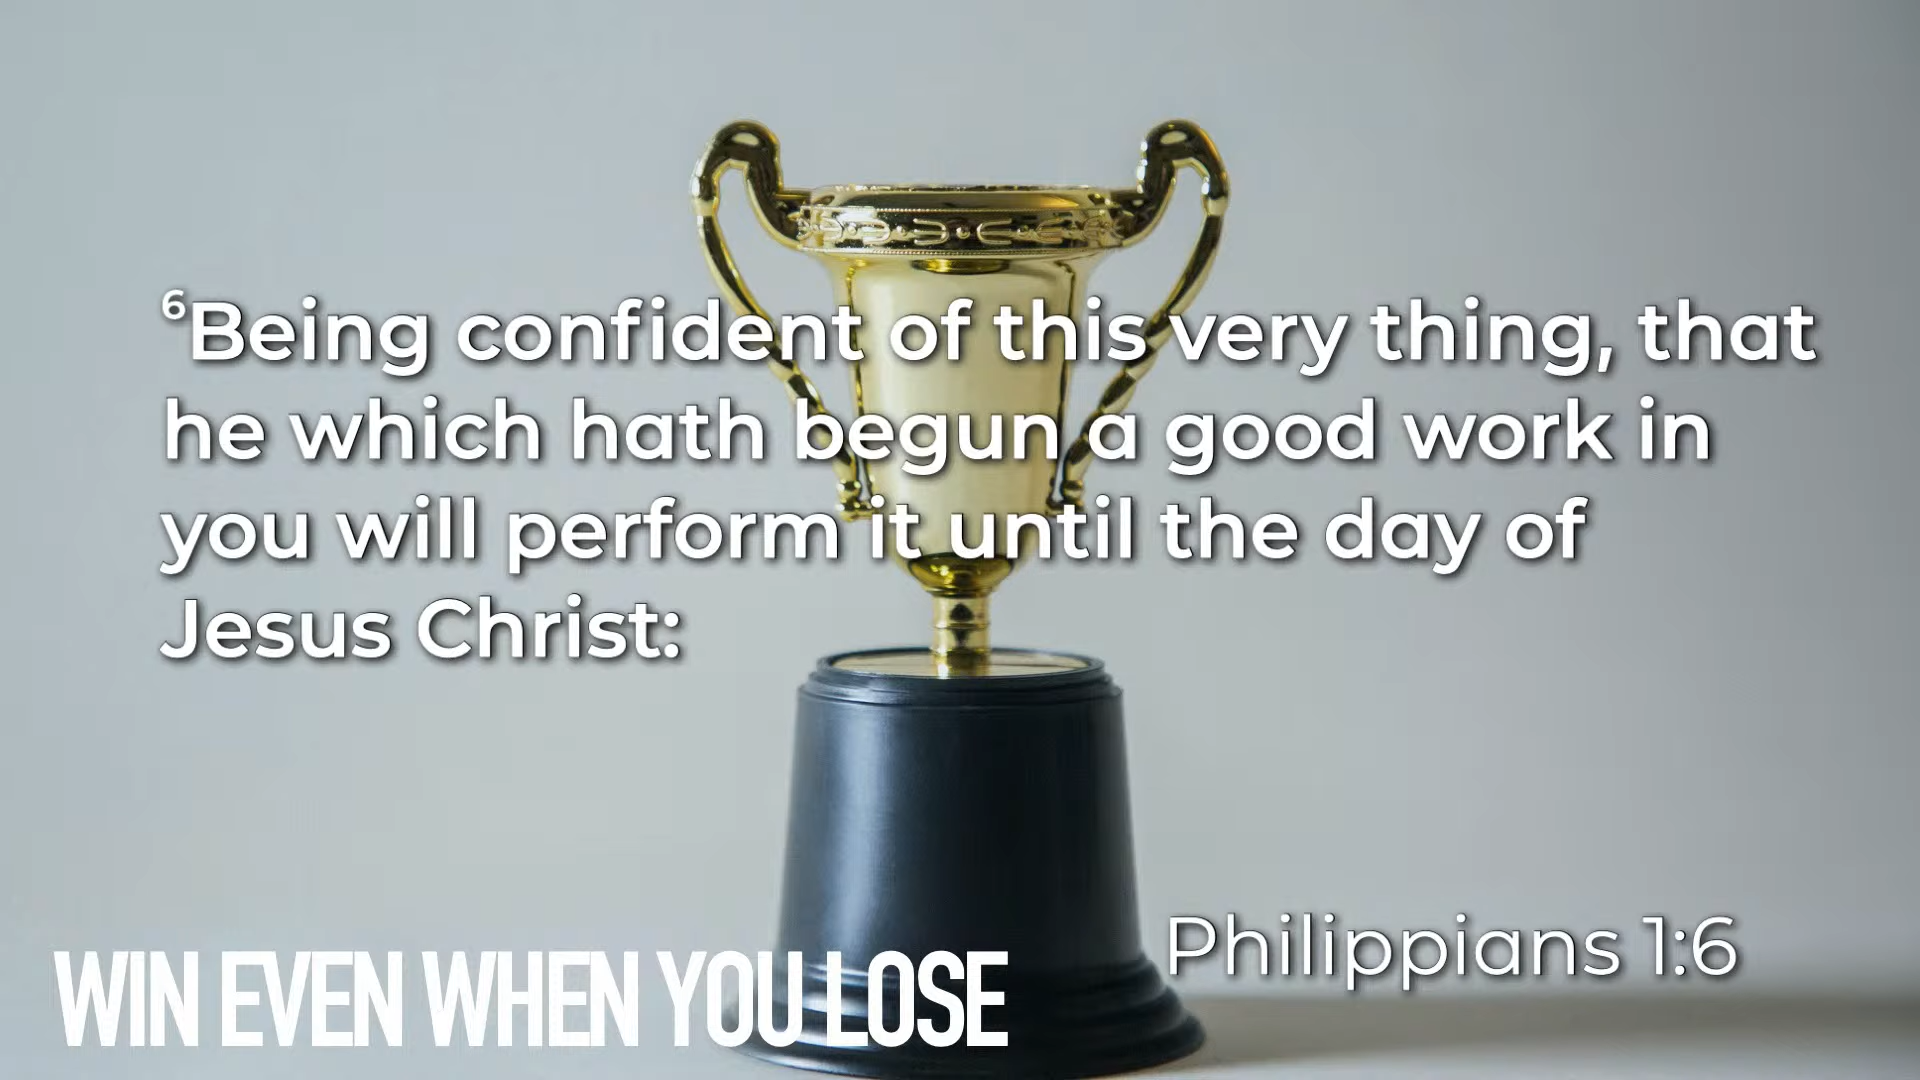 ⁶Being confident of this very thing, that
he which hath begun a good work in
you will perform it until the day of
Jesus Christ:
Philippians 1:6
WIN EVEN WHEN YOU LOSE